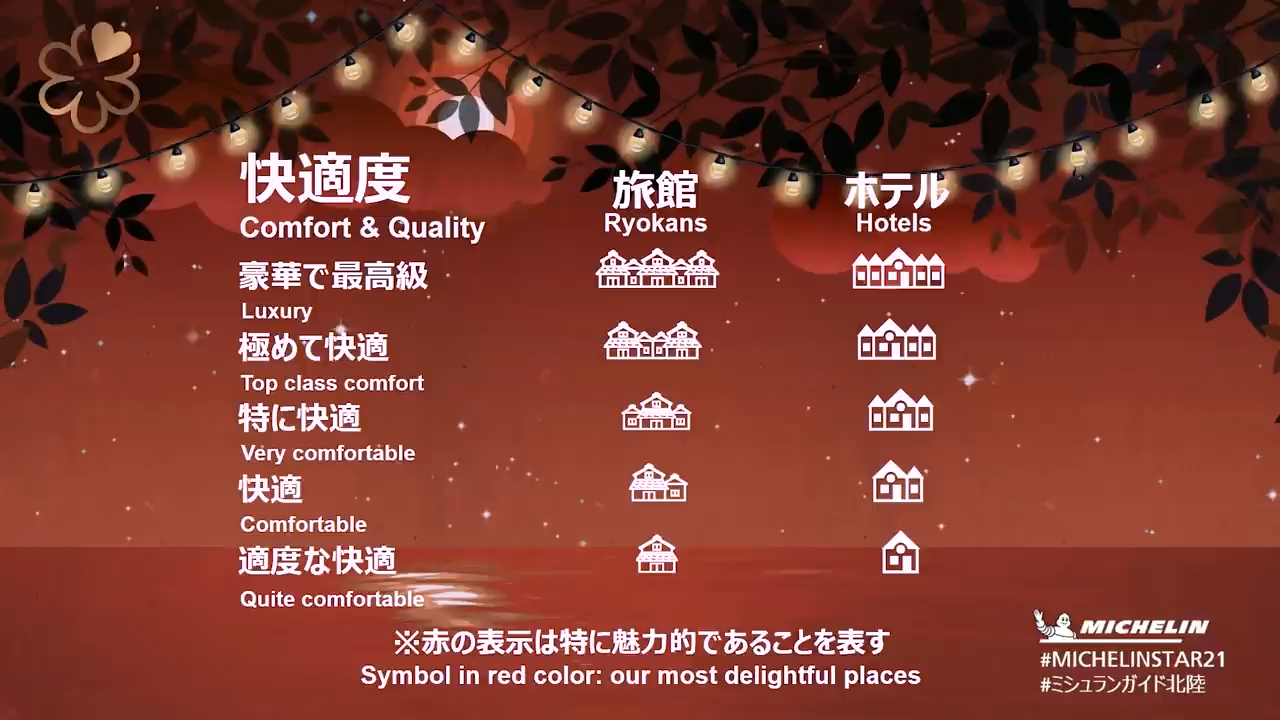 快適度
Comfort & Quality
旅館
Ryokans
ホテル
Hotels
豪華で最高級
Luxury
極めて快適
Top class comfort
特に快適
Very comfortable
快適
Comfortable
適度な快適
Quite comfortable
※赤の表示は特に魅力的であることを表す
Symbol in red color: our most delightful places
MICHELIN
#MICHELINSTAR21
#ミシュランガイド北陸